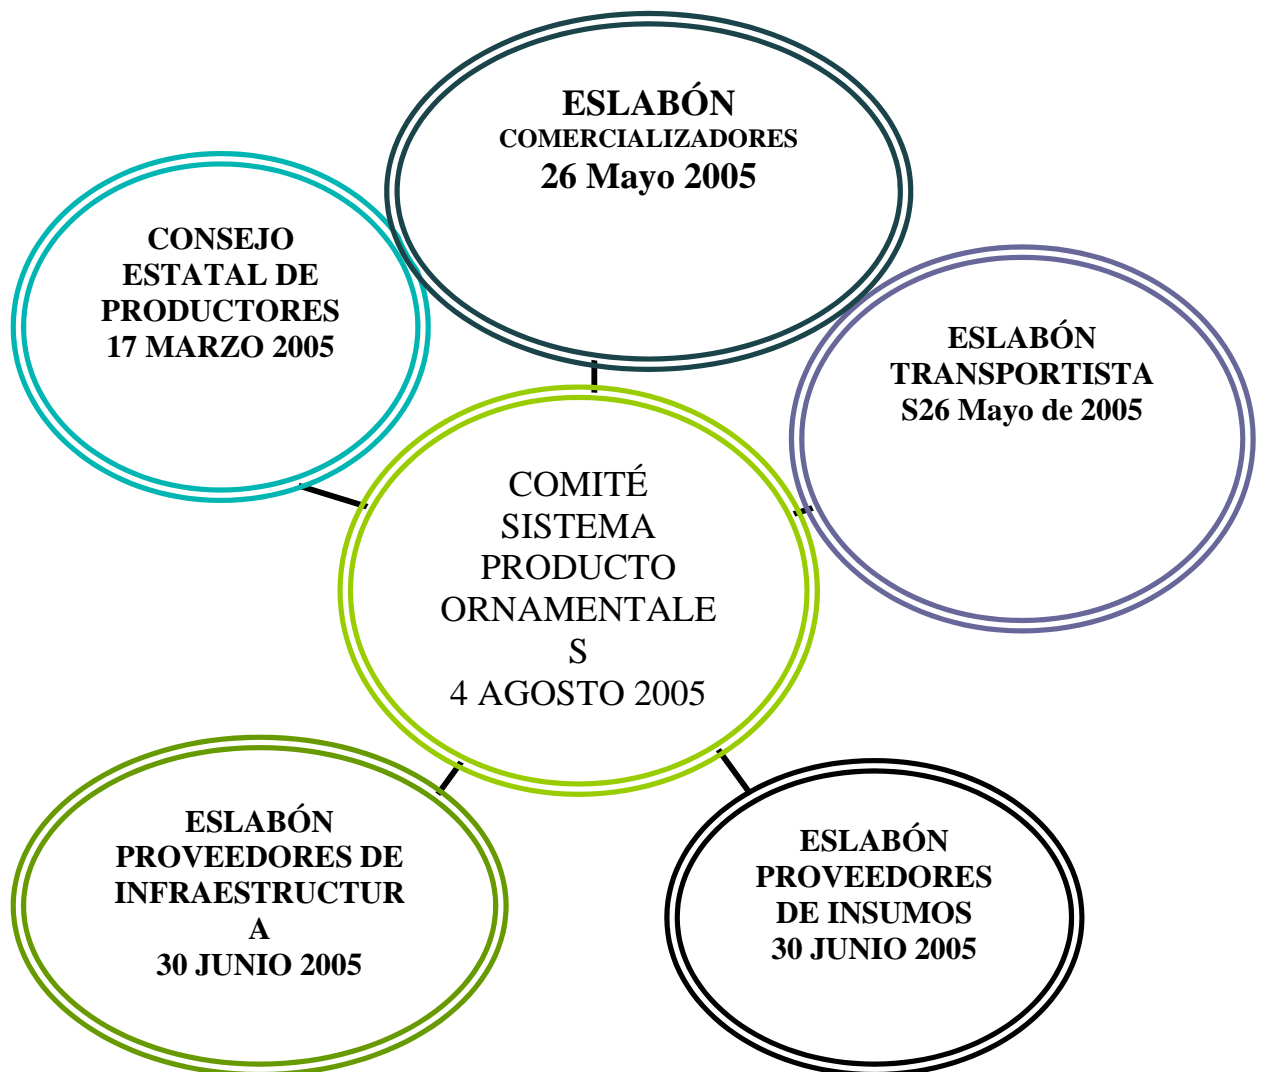 ESLABÓN
COMERCIALIZADORES
26 Mayo 2005
CONSEJO
ESTATAL DE
PRODUCTORES
17 MARZO 2005
ESLABÓN
TRANSPORTISTA
S26 Mayo de 2005
COMITÉ
SISTEMA
PRODUCTO
ORNAMENTALE
S
4 AGOSTO 2005
ESLABÓN
PROVEEDORES DE
INFRAESTRUCTUR
A
30 JUNIO 2005
ESLABÓN
PROVEEDORES
DE INSUMOS
30 JUNIO 2005